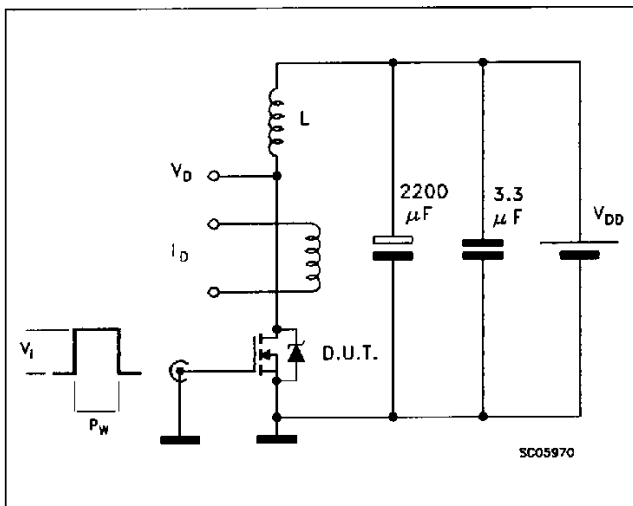 L
V_D
2200
μF
3.3
μF
V_DD
I_D
V_i
D.U.T.
P_W
SC05970